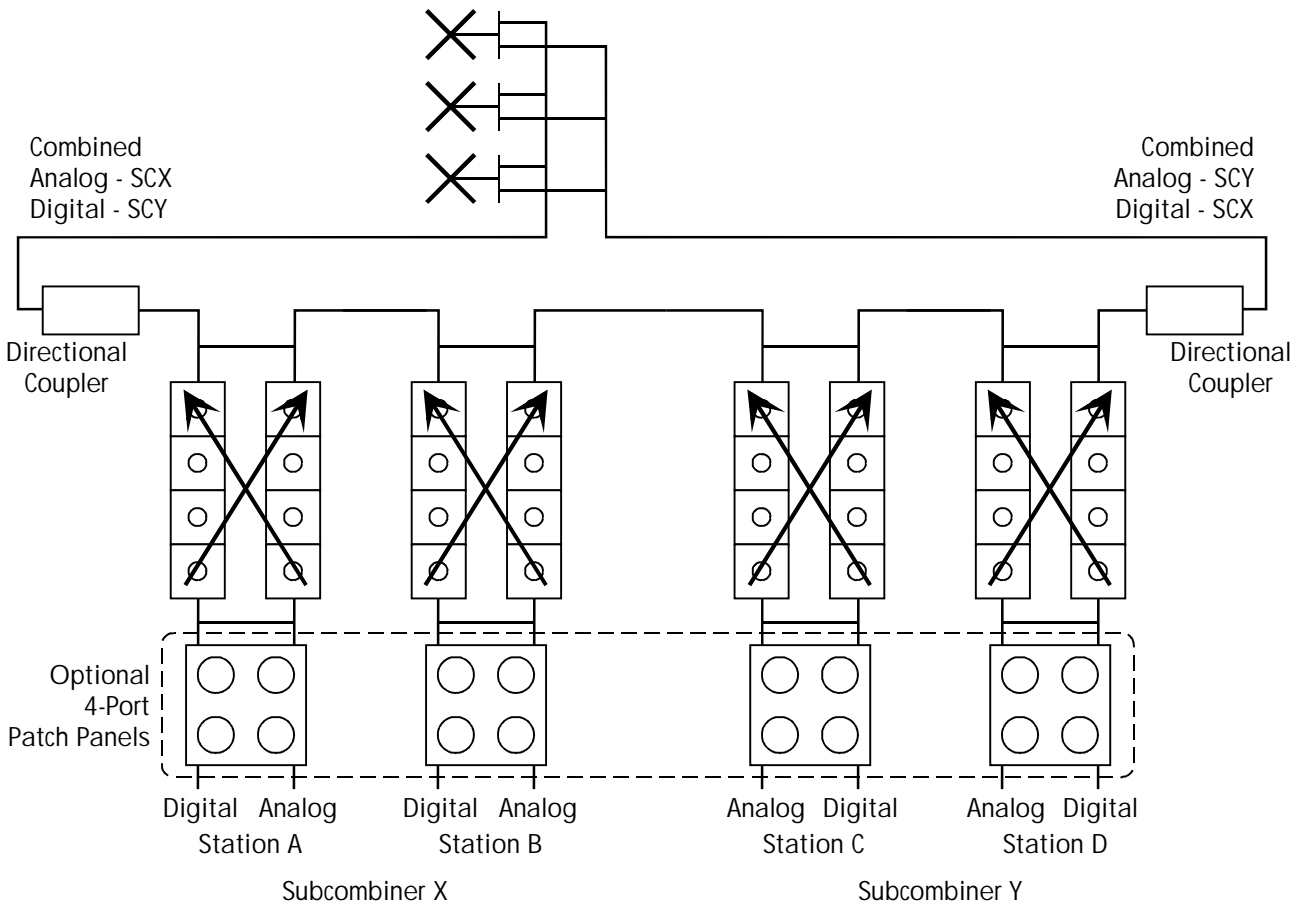 Combined
Analog - SCX
Digital - SCY
Combined
Analog - SCY
Digital - SCX
Directional
Coupler
Directional
Coupler
Optional
4-Port
Patch Panels
Digital Analog
Station A
Digital Analog
Station B
Analog Digital
Station C
Analog Digital
Station D
Subcombiner X
Subcombiner Y